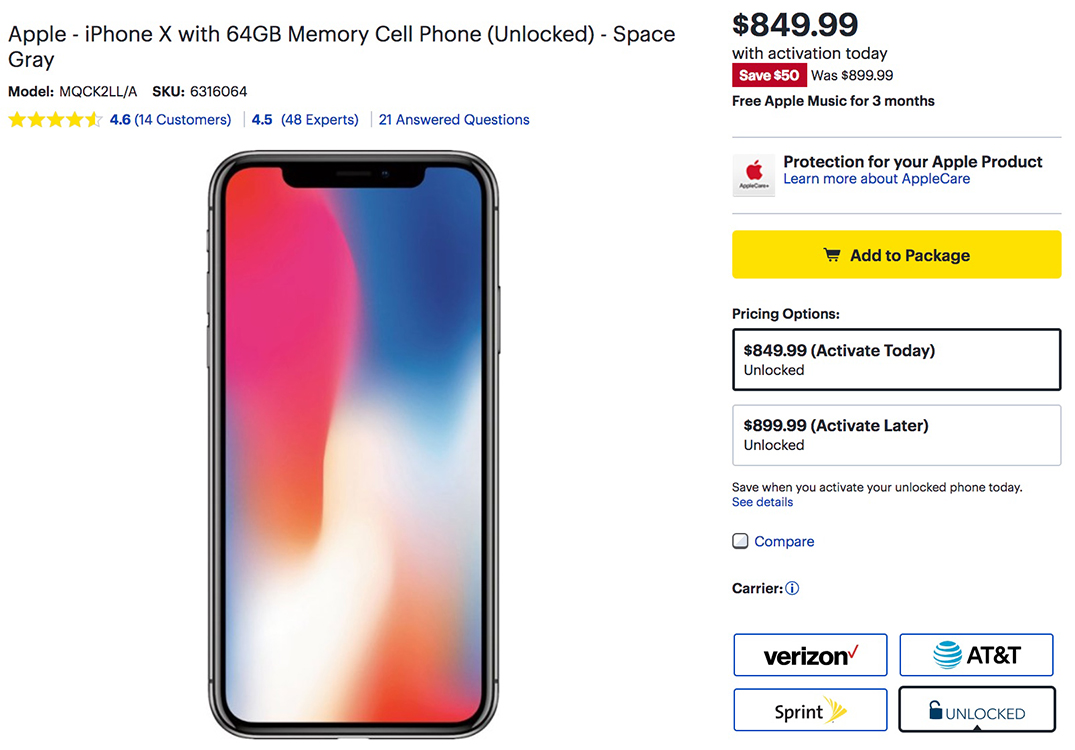 Apple - iPhone X with 64GB Memory Cell Phone (Unlocked) - Space
Gray
Model: MQCK2LL/A SKU: 6316064
4.6 (14 Customers) 4.5 (48 Experts) 21 Answered Questions
$849.99
with activation today
Save $50 Was $899.99
Free Apple Music for 3 months
AppleCare+
Protection for your Apple Product
Learn more about AppleCare
Add to Package
Pricing Options:
$849.99 (Activate Today)
Unlocked
$899.99 (Activate Later)
Unlocked
Save when you activate your unlocked phone today.
See details
Compare
Carrier:
verizon
AT&T
Sprint
UNLOCKED